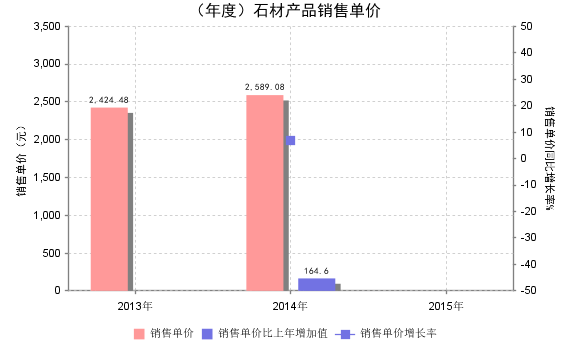 （年度）石材产品销售单价
3,500
3,000
2,500
2,000
1,500
1,000
500
0
销售单价（元）
2,424.48
2,589.08
164.6
50
40
30
20
10
0
-10
-20
-30
-40
-50
销售单价同比增长率%
2013年
2014年
2015年
销售单价
销售单价比上年增加值
销售单价增长率